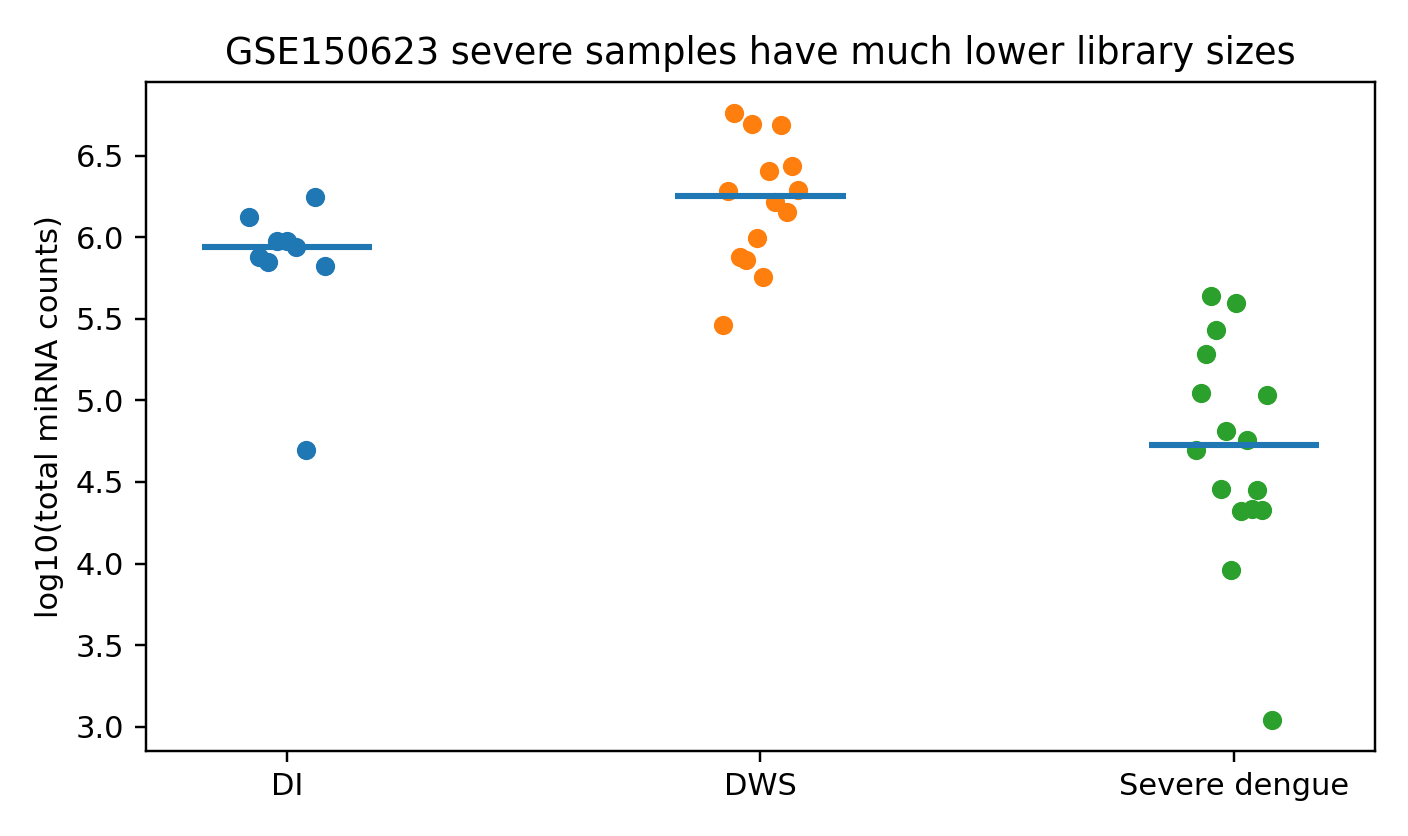 GSE150623 severe samples have much lower library sizes
log10(total miRNA counts)
6.5
6.0
5.5
5.0
4.5
4.0
3.5
3.0
DI
DWS
Severe dengue